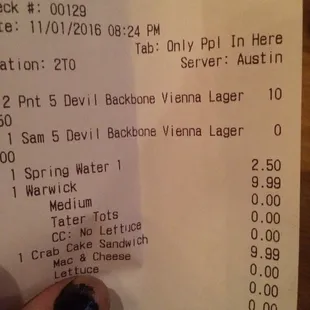 eck #: 00129
te: 11/01/2016 08:24 PM
Tab: Only Ppl In Here
ation: 2TO Server: Austin
2 Pnt 5 Devil Backbone Vienna Lager 10
50
1 Sam 5 Devil Backbone Vienna Lager 0
00
1 Spring Water 1 2.50
1 Warwick 9.99
Medium 0.00
Tater Tots 0.00
CC: No Lettuce 0.00
1 Crab Cake Sandwich 9.99
Mac & Cheese 0.00
Lettuce 0.00
0.00